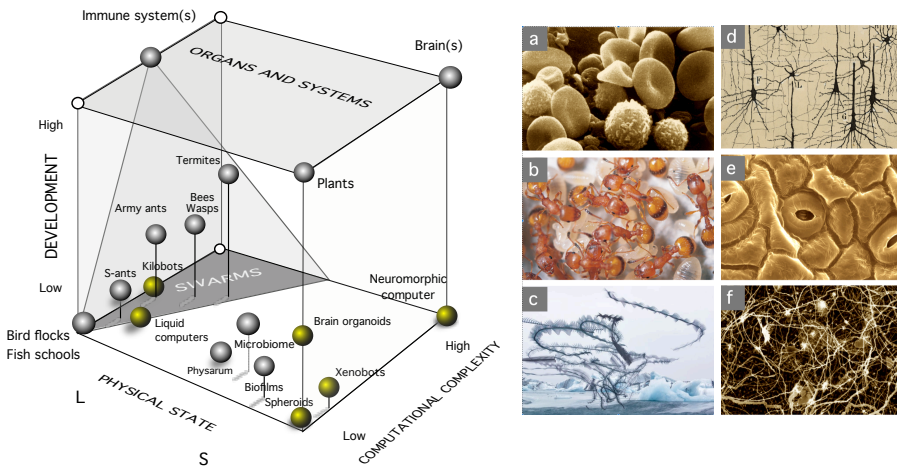 Immune system(s)
Brain(s)
ORGANS AND SYSTEMS
High
DEVELOPMENT
Termites
Plants
Bees
Wasps
Army ants
Low
S-ants
Kilobots
SWARMS
Neuromorphic
computer
Bird flocks
Fish schools
Liquid
computers
Brain organoids
Microbiome
High
Physarum
Biofilms
Xenobots
Spheroids
L
PHYSICAL STATE
S
Low
COMPUTATIONAL COMPLEXITY
a
b
c
d
e
f